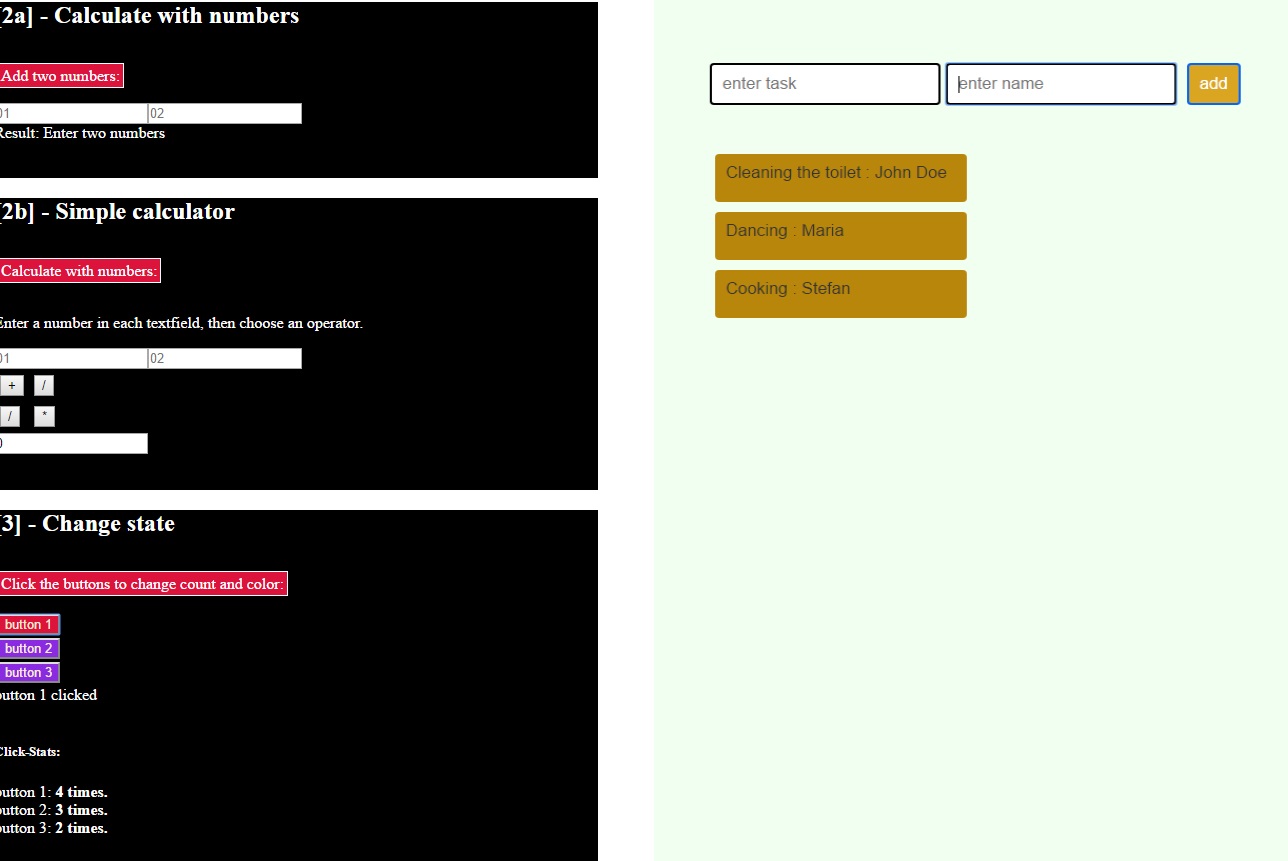 [2a] - Calculate with numbers
Add two numbers:
01 02
Result: Enter two numbers
[2b] - Simple calculator
Calculate with numbers:
Enter a number in each textfield, then choose an operator.
01 02
+ /
/ *
0
[3] - Change state
Click the buttons to change count and color:
button 1
button 2
button 3
button 1 clicked
Click-Stats:
button 1: 4 times.
button 2: 3 times.
button 3: 2 times.
enter task enter name add
Cleaning the toilet : John Doe
Dancing : Maria
Cooking : Stefan